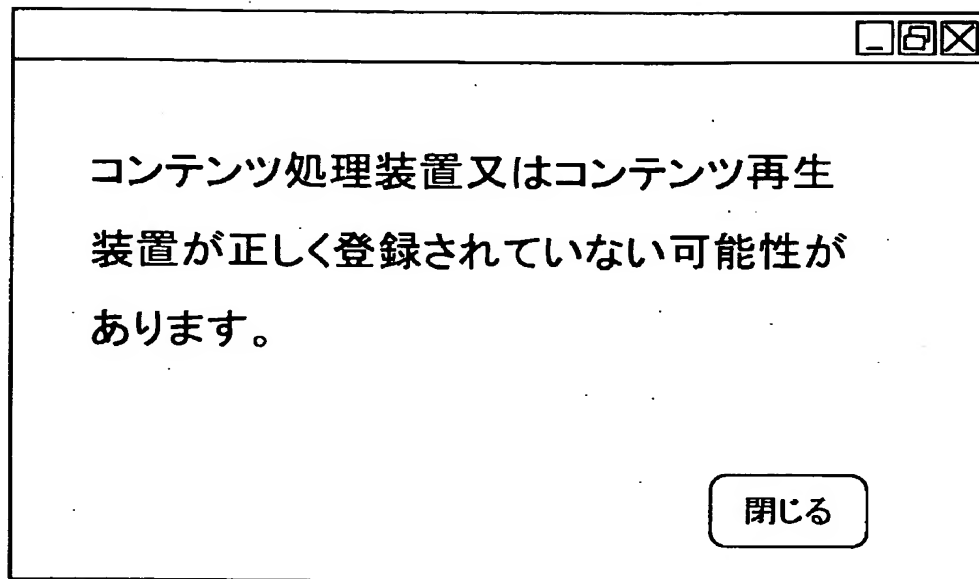 コンテンツ処理装置又はコンテンツ再生
装置が正しく登録されていない可能性が
あります。
閉じる